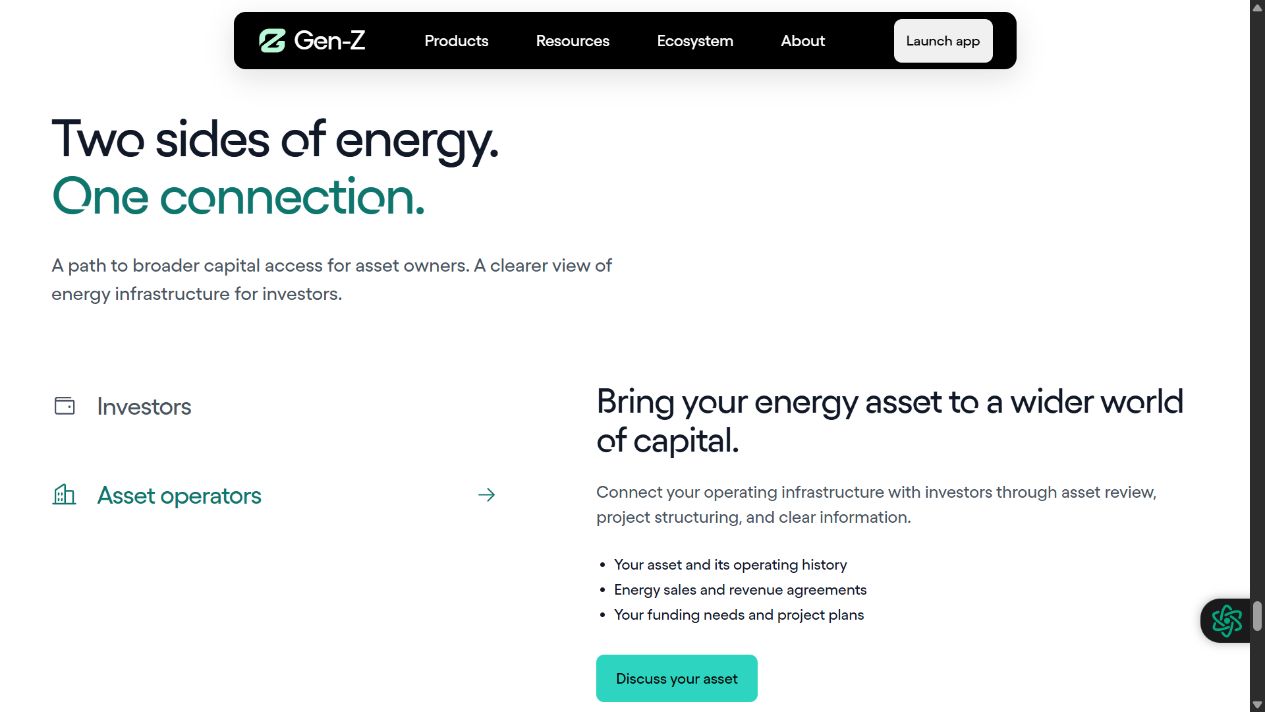 Gen-Z
Products
Resources
Ecosystem
About
Launch app
Two sides of energy.
One connection.
A path to broader capital access for asset owners. A clearer view of
energy infrastructure for investors.
Investors
Asset operators
Bring your energy asset to a wider world
of capital.
Connect your operating infrastructure with investors through asset review,
project structuring, and clear information.
• Your asset and its operating history
• Energy sales and revenue agreements
• Your funding needs and project plans
Discuss your asset